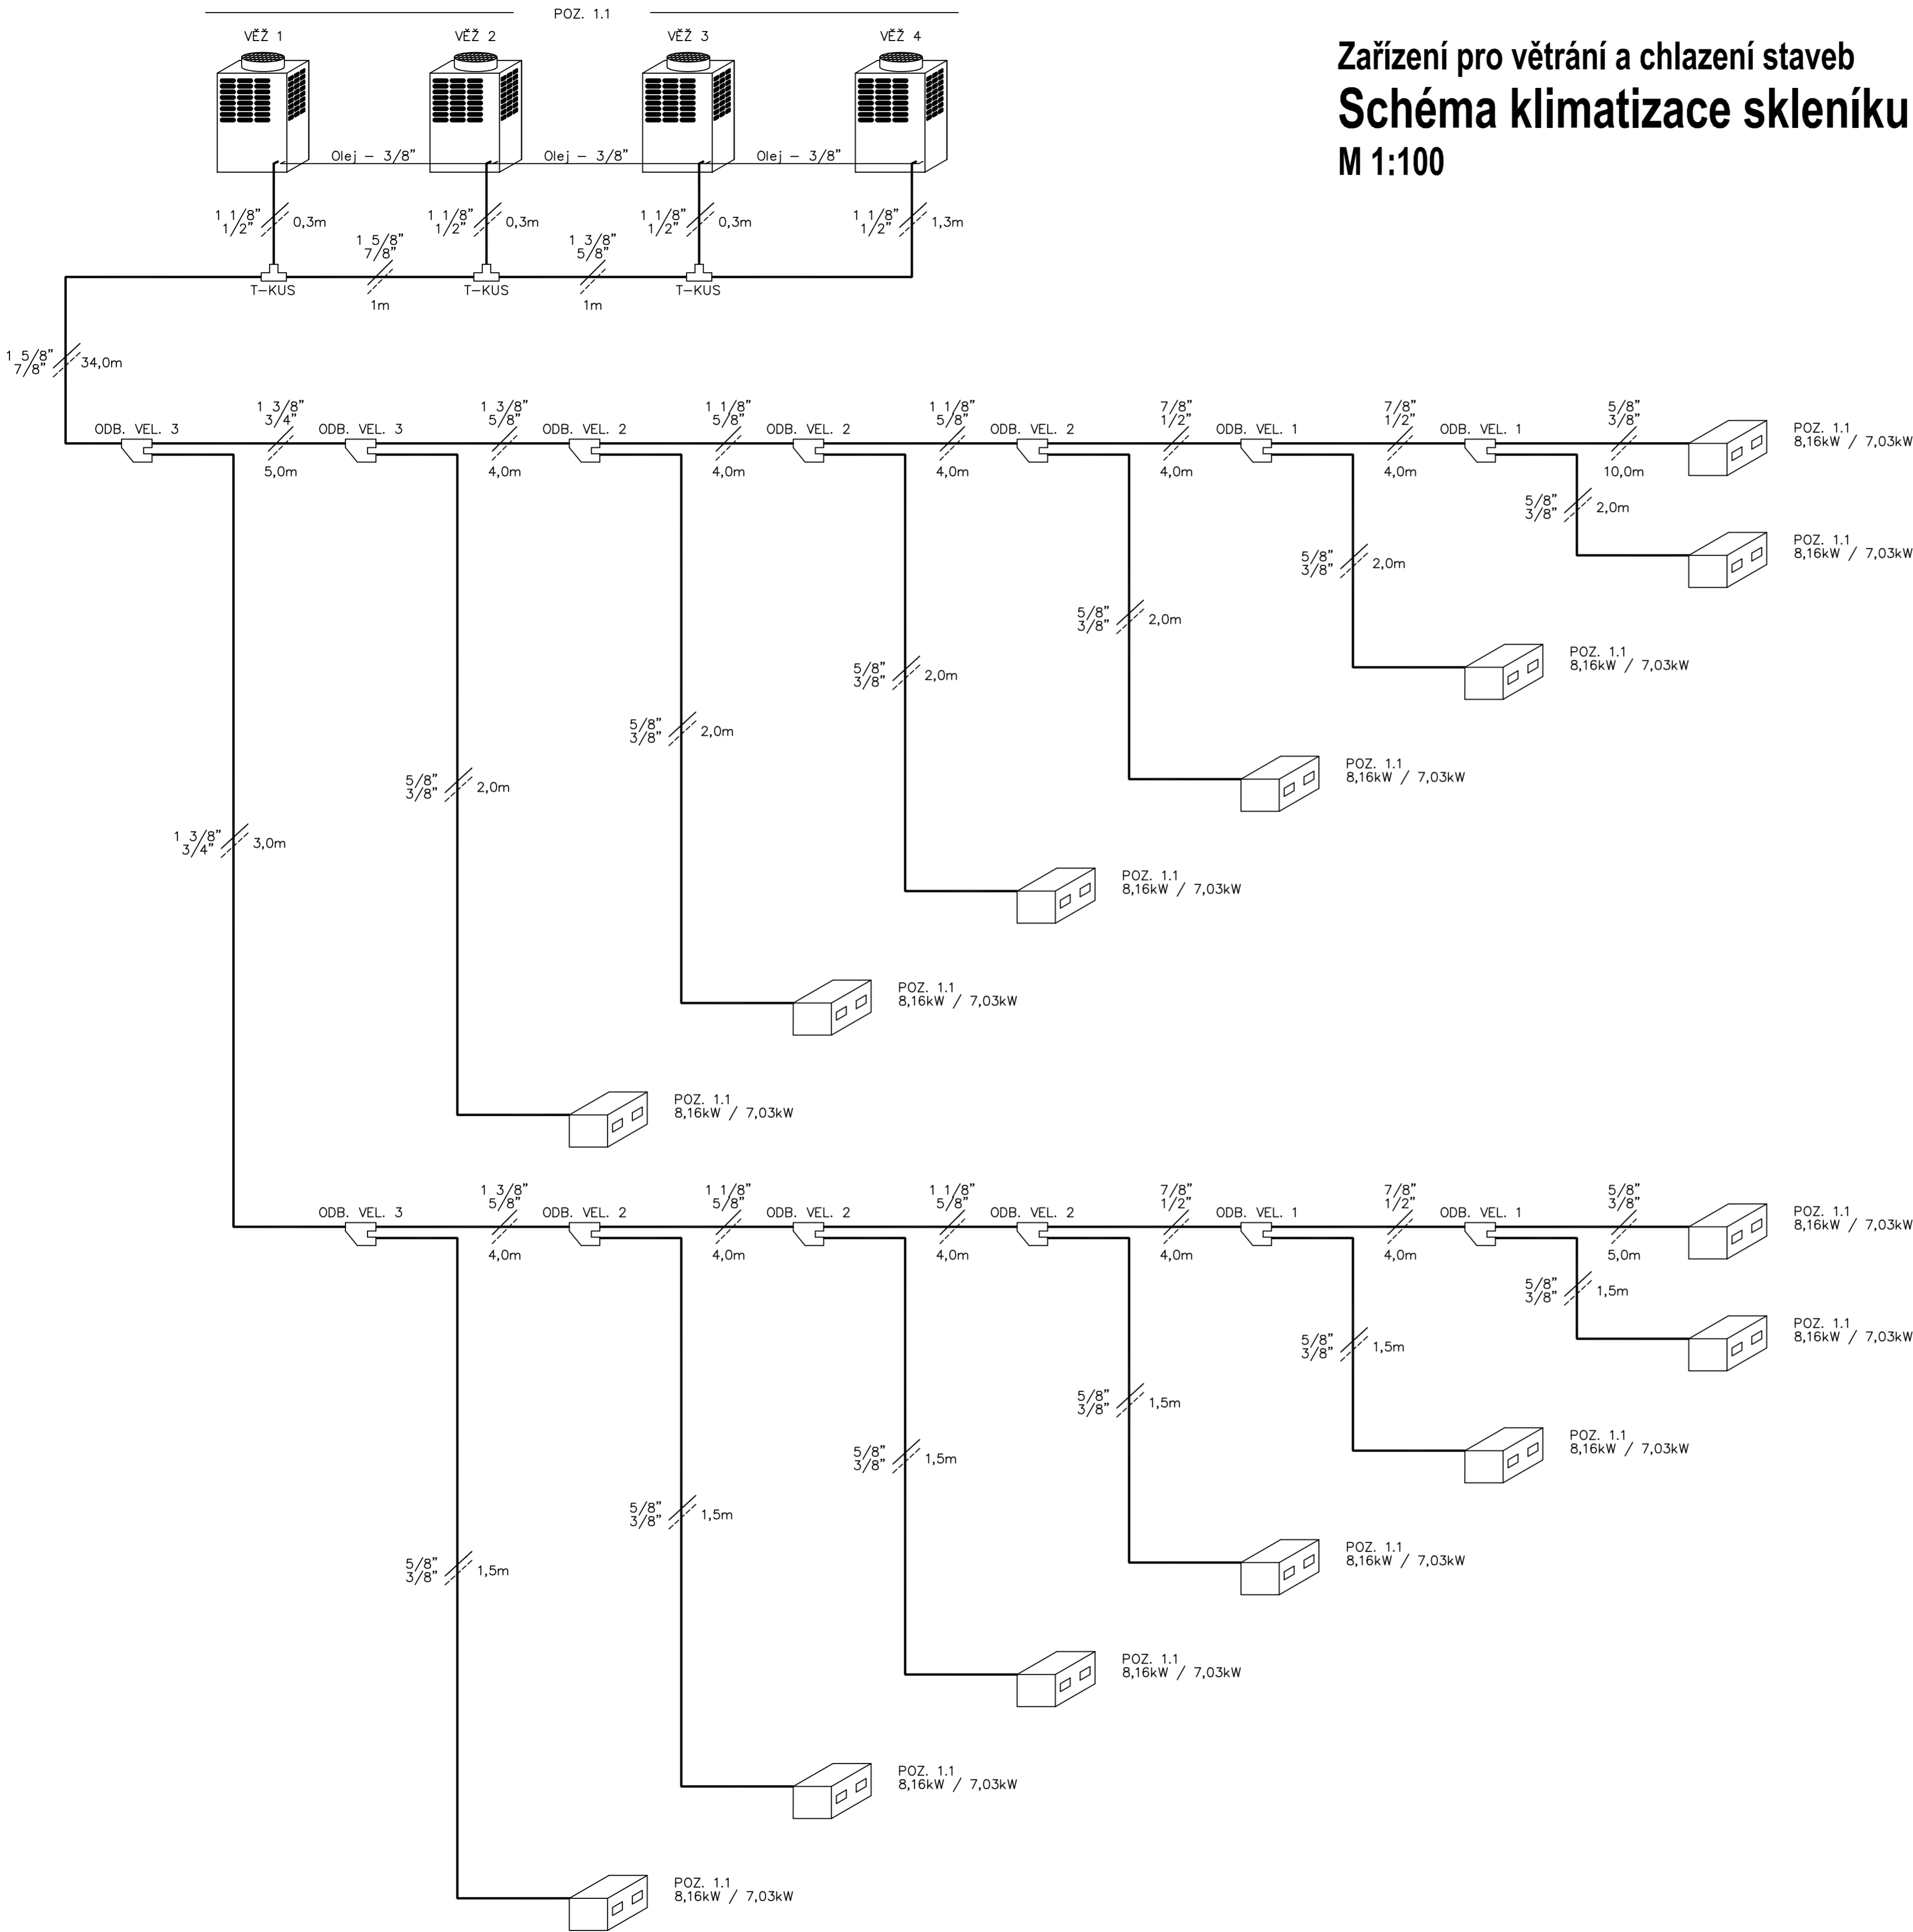 POZ. 1.1
VĚŽ 1
VĚŽ 2
VĚŽ 3
VĚŽ 4
Zařízení pro větrání a chlazení staveb
Schéma klimatizace skleníku
M 1:100
Olej – 3/8”
Olej – 3/8”
Olej – 3/8”
1 1/8”
1/2”
0,3m
1 1/8”
1/2”
0,3m
1 1/8”
1/2”
0,3m
1 1/8”
1/2”
1,3m
1 5/8”
7/8”
1m
1 3/8”
5/8”
1m
T–KUS
T–KUS
T–KUS
1 5/8”
7/8”
34,0m
ODB. VEL. 3
1 3/8”
3/4”
5,0m
ODB. VEL. 3
1 3/8”
5/8”
4,0m
ODB. VEL. 2
1 1/8”
5/8”
4,0m
ODB. VEL. 2
1 1/8”
5/8”
4,0m
ODB. VEL. 2
7/8”
1/2”
4,0m
ODB. VEL. 1
7/8”
1/2”
4,0m
ODB. VEL. 1
5/8”
3/8”
10,0m
POZ. 1.1
8,16kW / 7,03kW
5/8”
3/8”
2,0m
POZ. 1.1
8,16kW / 7,03kW
5/8”
3/8”
2,0m
POZ. 1.1
8,16kW / 7,03kW
5/8”
3/8”
2,0m
POZ. 1.1
8,16kW / 7,03kW
5/8”
3/8”
2,0m
POZ. 1.1
8,16kW / 7,03kW
5/8”
3/8”
2,0m
POZ. 1.1
8,16kW / 7,03kW
5/8”
3/8”
2,0m
POZ. 1.1
8,16kW / 7,03kW
1 3/8”
3/4”
3,0m
ODB. VEL. 3
1 3/8”
5/8”
4,0m
ODB. VEL. 2
1 1/8”
5/8”
4,0m
ODB. VEL. 2
1 1/8”
5/8”
4,0m
ODB. VEL. 2
7/8”
1/2”
4,0m
ODB. VEL. 1
7/8”
1/2”
4,0m
ODB. VEL. 1
5/8”
3/8”
5,0m
POZ. 1.1
8,16kW / 7,03kW
5/8”
3/8”
1,5m
POZ. 1.1
8,16kW / 7,03kW
5/8”
3/8”
1,5m
POZ. 1.1
8,16kW / 7,03kW
5/8”
3/8”
1,5m
POZ. 1.1
8,16kW / 7,03kW
5/8”
3/8”
1,5m
POZ. 1.1
8,16kW / 7,03kW
5/8”
3/8”
1,5m
POZ. 1.1
8,16kW / 7,03kW
5/8”
3/8”
1,5m
POZ. 1.1
8,16kW / 7,03kW